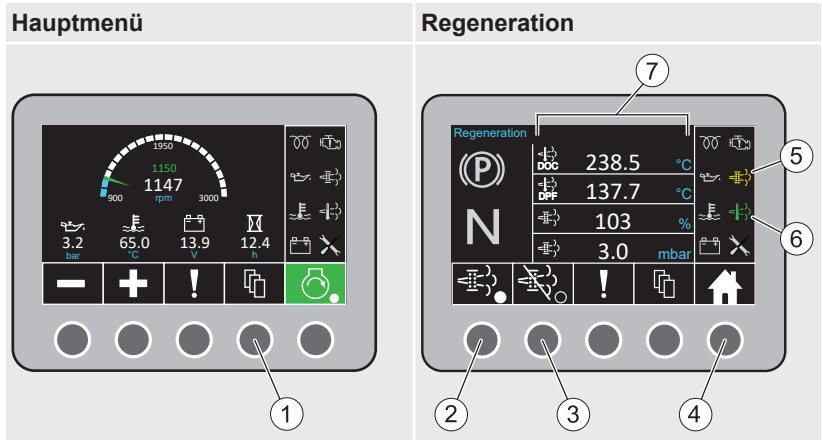 Hauptmenü
1950
1150
1147
rpm
900
3000
3.2
65.0
13.9
12.4
bar
°C
V
h
!
1
Regeneration
7
Regeneration
P
N
DOC
238.5
°C
DPF
137.7
°C
103
%
3.0
mbar
!
5
6
2
3
4